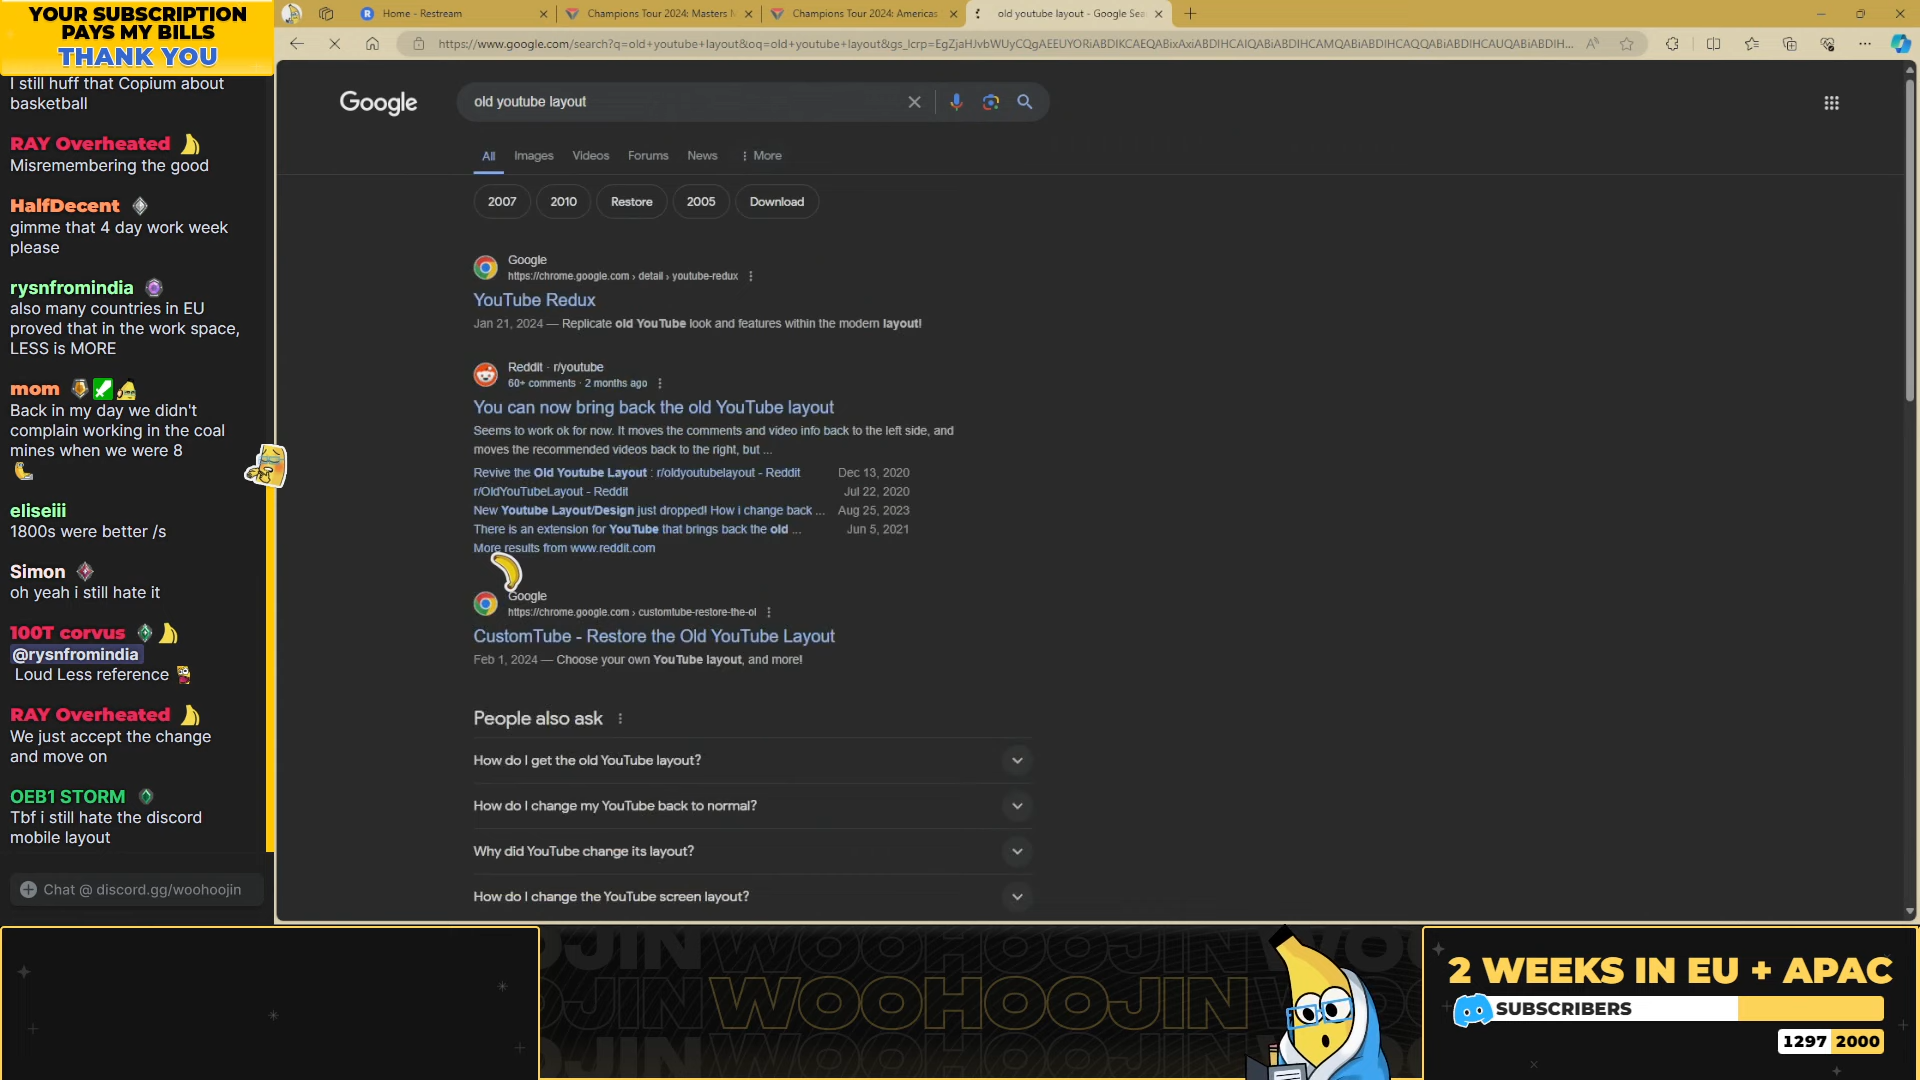 YOUR SUBSCRIPTION
PAYS MY BILLS
THANK YOU
I still huff that Copium about
basketball
RAY Overheated
Misremembering the good
HalfDecent
gimme that 4 day work week
please
rysnfromindia
also many countries in EU
proved that in the work space,
LESS is MORE
mom
Back in my day we didn't
complain working in the coal
mines when we were 8
eliseiii
1800s were better /s
Simon
oh yeah i still hate it
100T corvus
@rysnfromindia
Loud Less reference
RAY Overheated
We just accept the change
and move on
OEB1 STORM
Tbf i still hate the discord
mobile layout
Chat @ discord.gg/woohoojin
Home - Restream
Champions Tour 2024: Masters
Champions Tour 2024: Americas
old youtube layout - Google Sea
https://www.google.com/search?q=old+youtube+layout&oq=old+youtube+layout&gs_lcrp=
Google
old youtube layout
All
Images
Videos
Forums
News
More
2007
2010
Restore
2005
Download
Google
https://chrome.google.com › detail › youtube-redux
YouTube Redux
Jan 21, 2024 — Replicate old YouTube look and features within the modern layout!
Reddit · r/youtube
60+ comments · 2 months ago
You can now bring back the old YouTube layout
Seems to work ok for now. It moves the comments and video info back to the left side, and
moves the recommended videos back to the right, but ...
Revive the Old Youtube Layout : r/oldyoutubelayout - Reddit Dec 13, 2020
r/OldYouTubeLayout - Reddit Jul 22, 2020
New Youtube Layout/Design just dropped! How i change back ... Aug 25, 2023
There is an extension for YouTube that brings back the old ... Jun 5, 2021
More results from www.reddit.com
Google
https://chrome.google.com › customtube-restore-the-ol
CustomTube - Restore the Old YouTube Layout
Feb 1, 2024 — Choose your own YouTube layout, and more!
People also ask
How do I get the old YouTube layout?
How do I change my YouTube back to normal?
Why did YouTube change its layout?
How do I change the YouTube screen layout?
WOOHOOJIN
2 WEEKS IN EU + APAC
SUBSCRIBERS
1297 2000